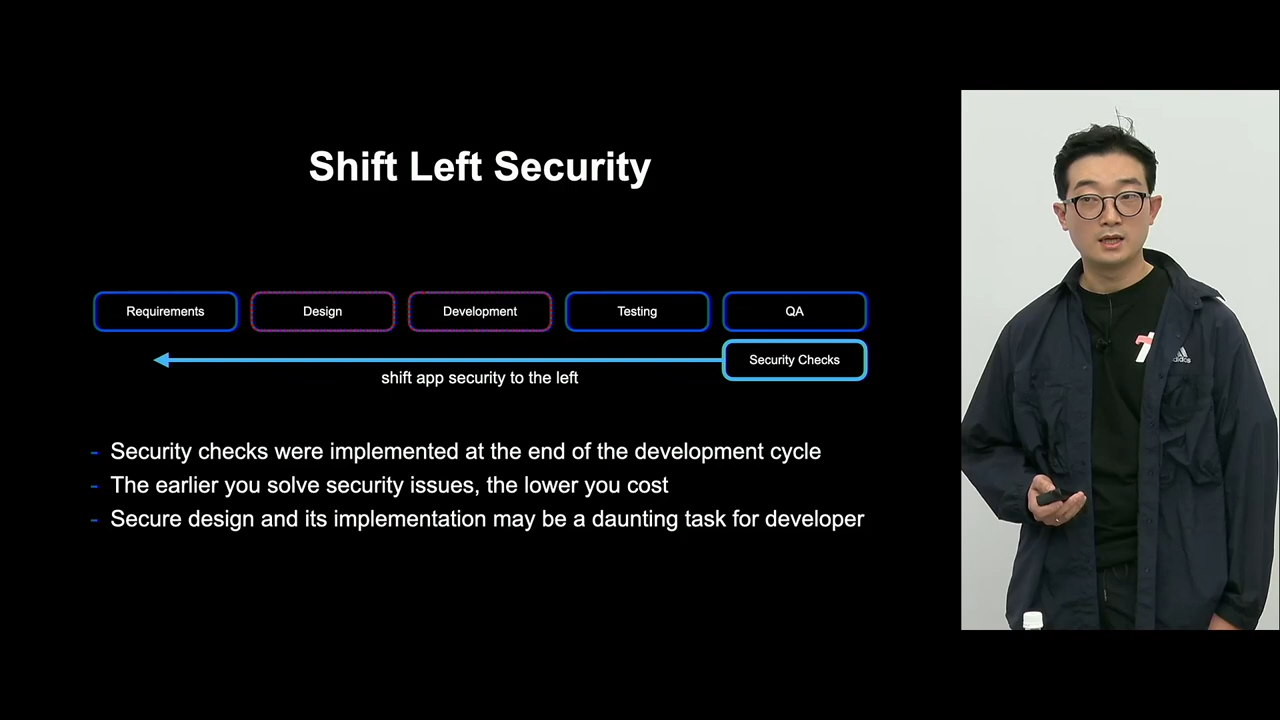 Shift Left Security
Requirements
Design
Development
Testing
QA
Security Checks
shift app security to the left
- Security checks were implemented at the end of the development cycle
- The earlier you solve security issues, the lower you cost
- Secure design and its implementation may be a daunting task for developer
adidas